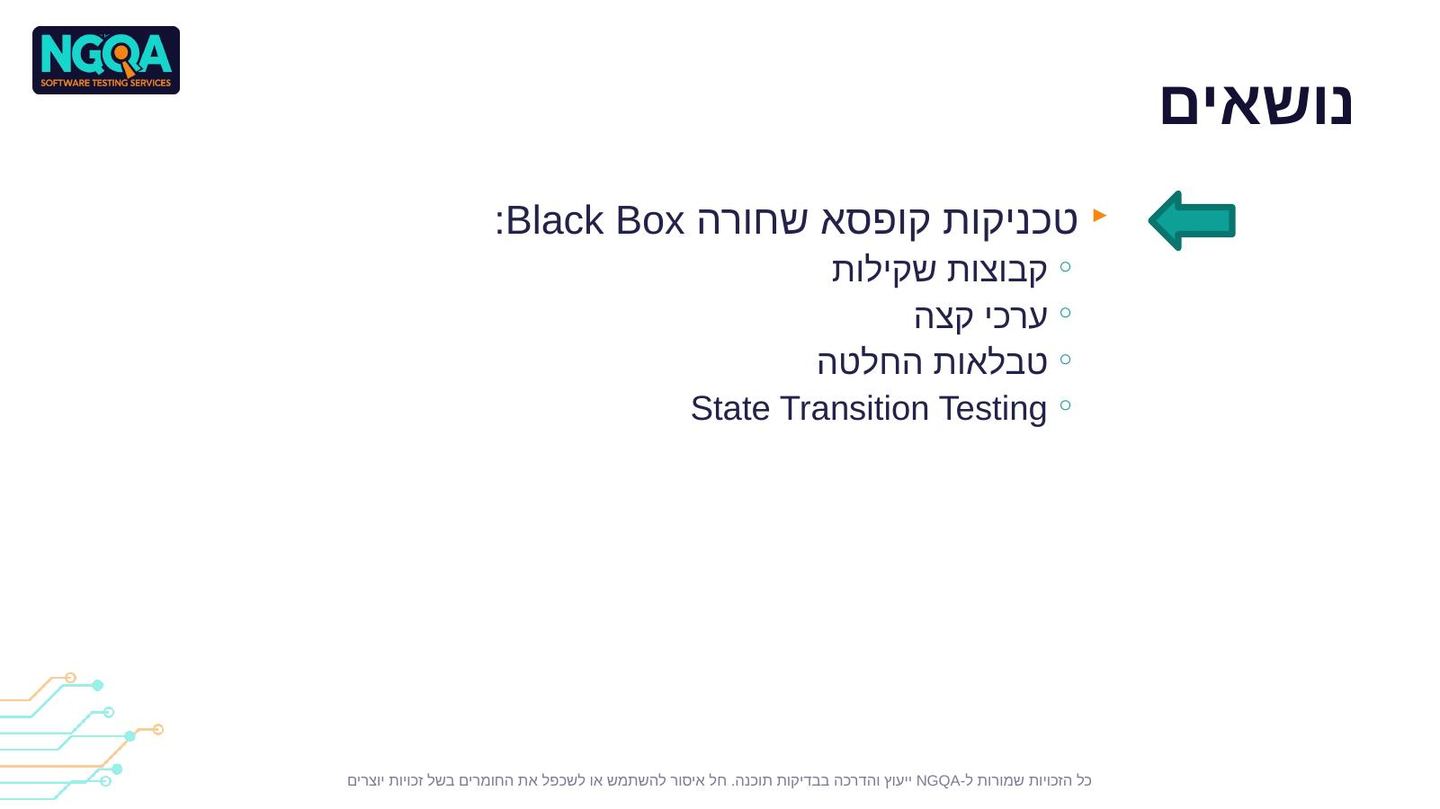 NGQA
SOFTWARE TESTING SERVICES
נושאים
טכניקות קופסא שחורה Black Box:
קבוצות שקילות
ערכי קצה
טבלאות החלטה
State Transition Testing
כל הזכויות שמורות ל-NGQA ייעוץ והדרכה בבדיקות תוכנה. חל איסור להשתמש או לשכפל את החומרים בשל זכויות יוצרים